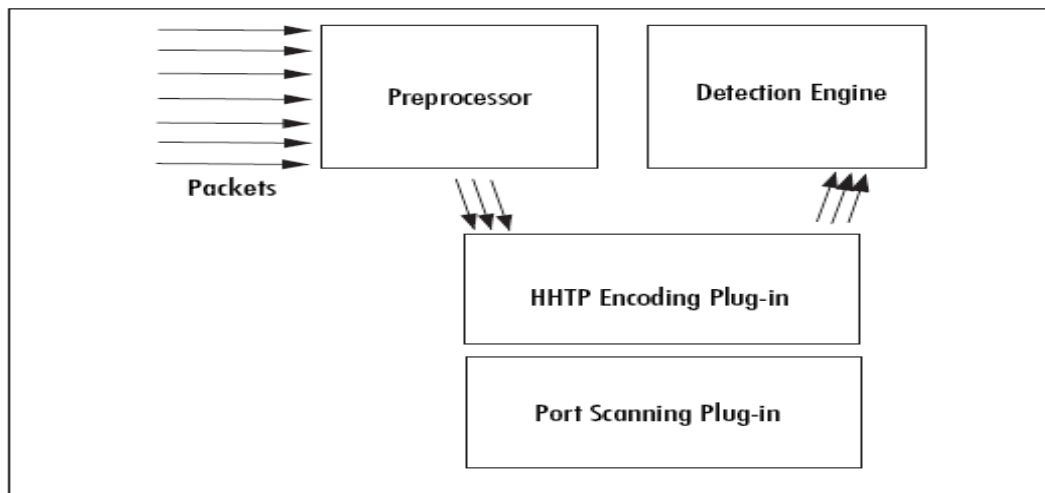 Preprocessor
Detection Engine
Packets
HHTP Encoding Plug-in
Port Scanning Plug-in